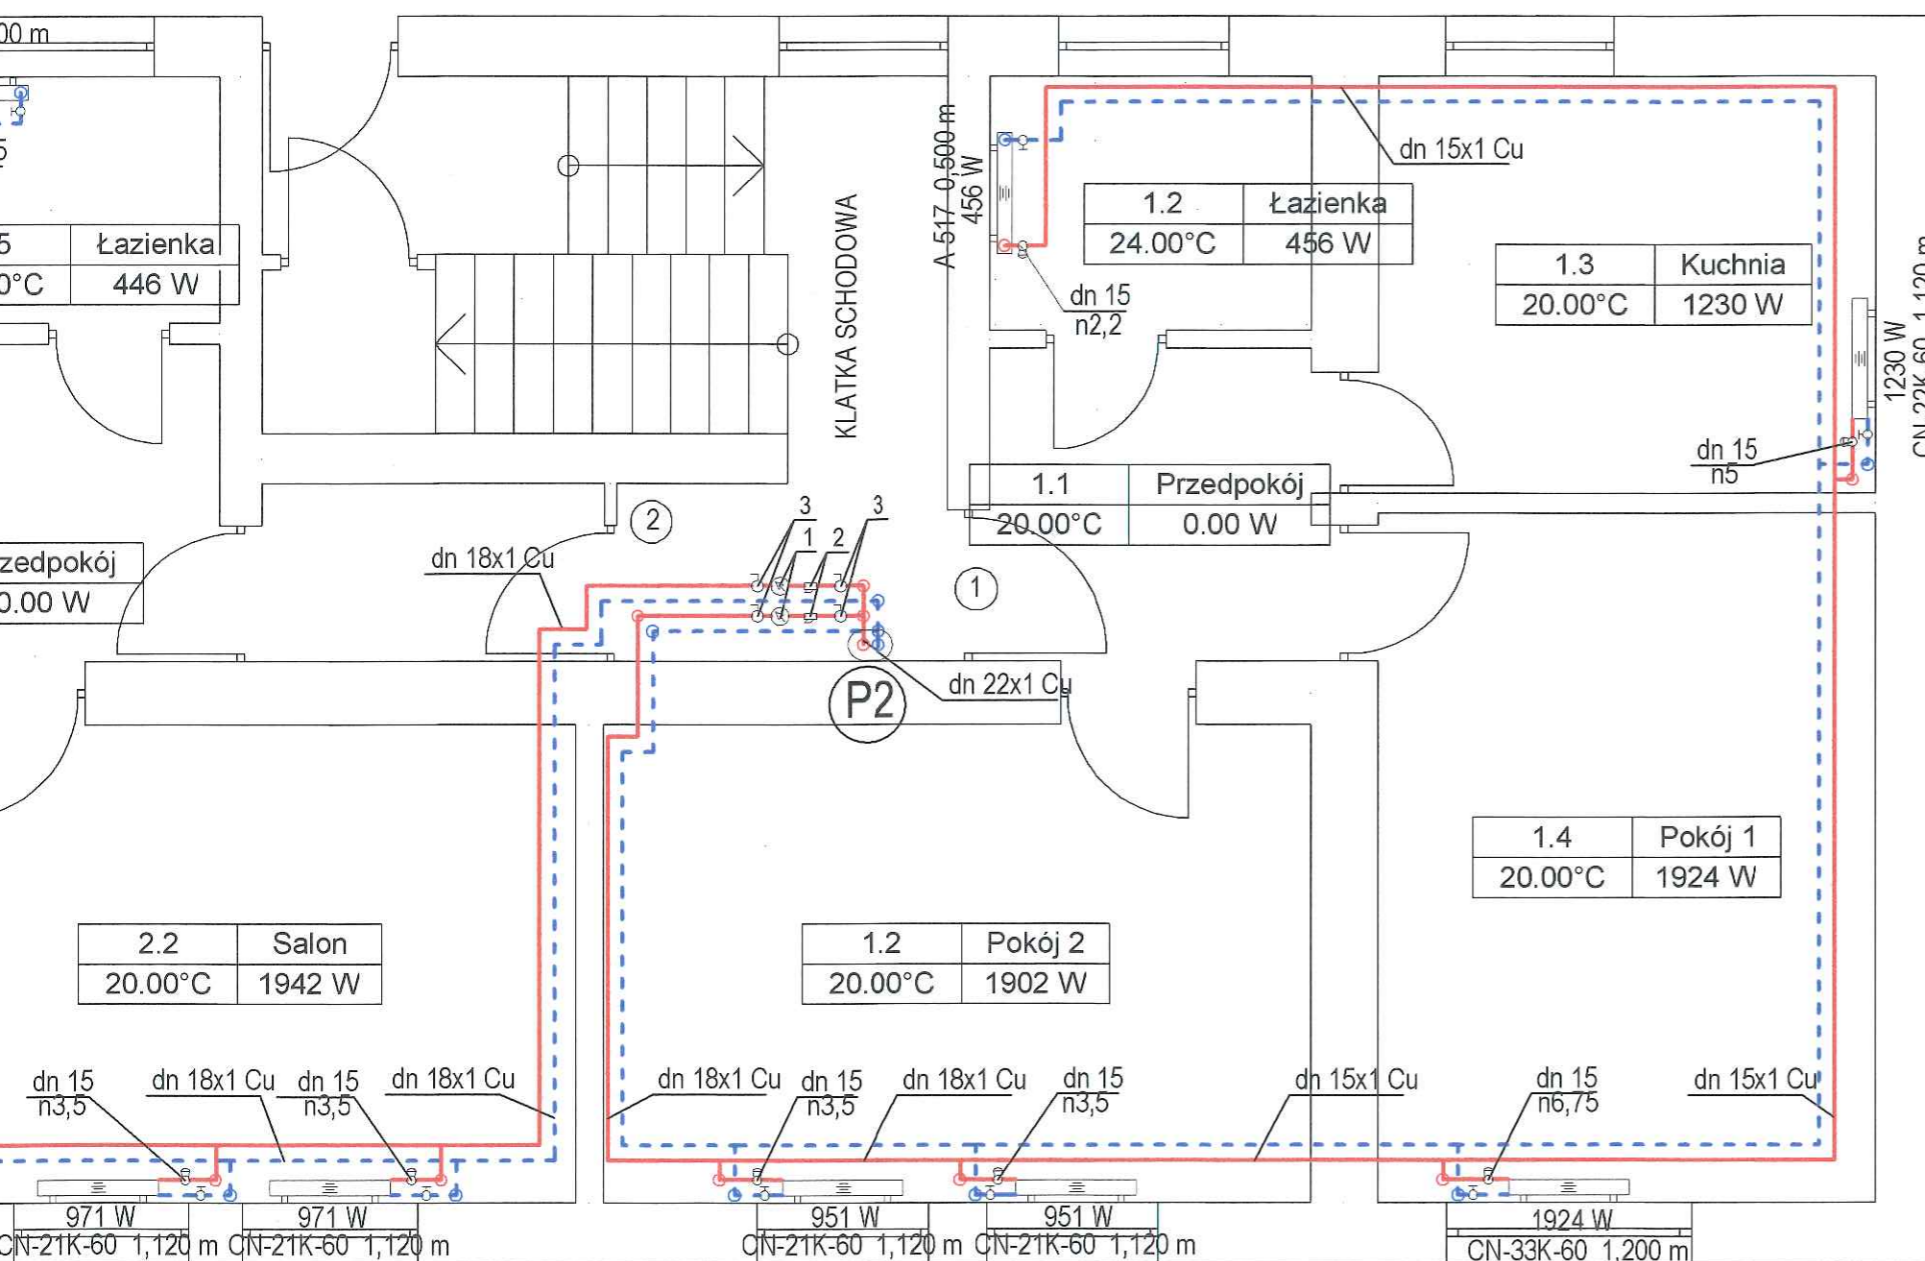 00 m
dn 15x1 Cu
A 517 0,500 m
456 W
1.2 Łazienka
24.00°C 456 W
5 Łazienka
0°C 446 W
5
KLATKA SCHODOWA
1.3 Kuchnia
20.00°C 1230 W
dn 15
n2,2
1230 W
CN-22K-60 1,120 m
dn 15
n5
1.1 Przedpokój
20.00°C 0.00 W
2
3
3
1
2
dn 18x1 Cu
1
zedpokój
0.00 W
P2
dn 22x1 Cu
1.4 Pokój 1
20.00°C 1924 W
2.2 Salon
20.00°C 1942 W
1.2 Pokój 2
20.00°C 1902 W
dn 15
n3,5
dn 18x1 Cu
dn 15
n3,5
dn 18x1 Cu
dn 18x1 Cu
dn 15
n3,5
dn 18x1 Cu
dn 15
n3,5
dn 15x1 Cu
dn 15
n6,75
dn 15x1 Cu
971 W
CN-21K-60 1,120 m
971 W
CN-21K-60 1,120 m
951 W
CN-21K-60 1,120 m
951 W
CN-21K-60 1,120 m
1924 W
CN-33K-60 1,200 m